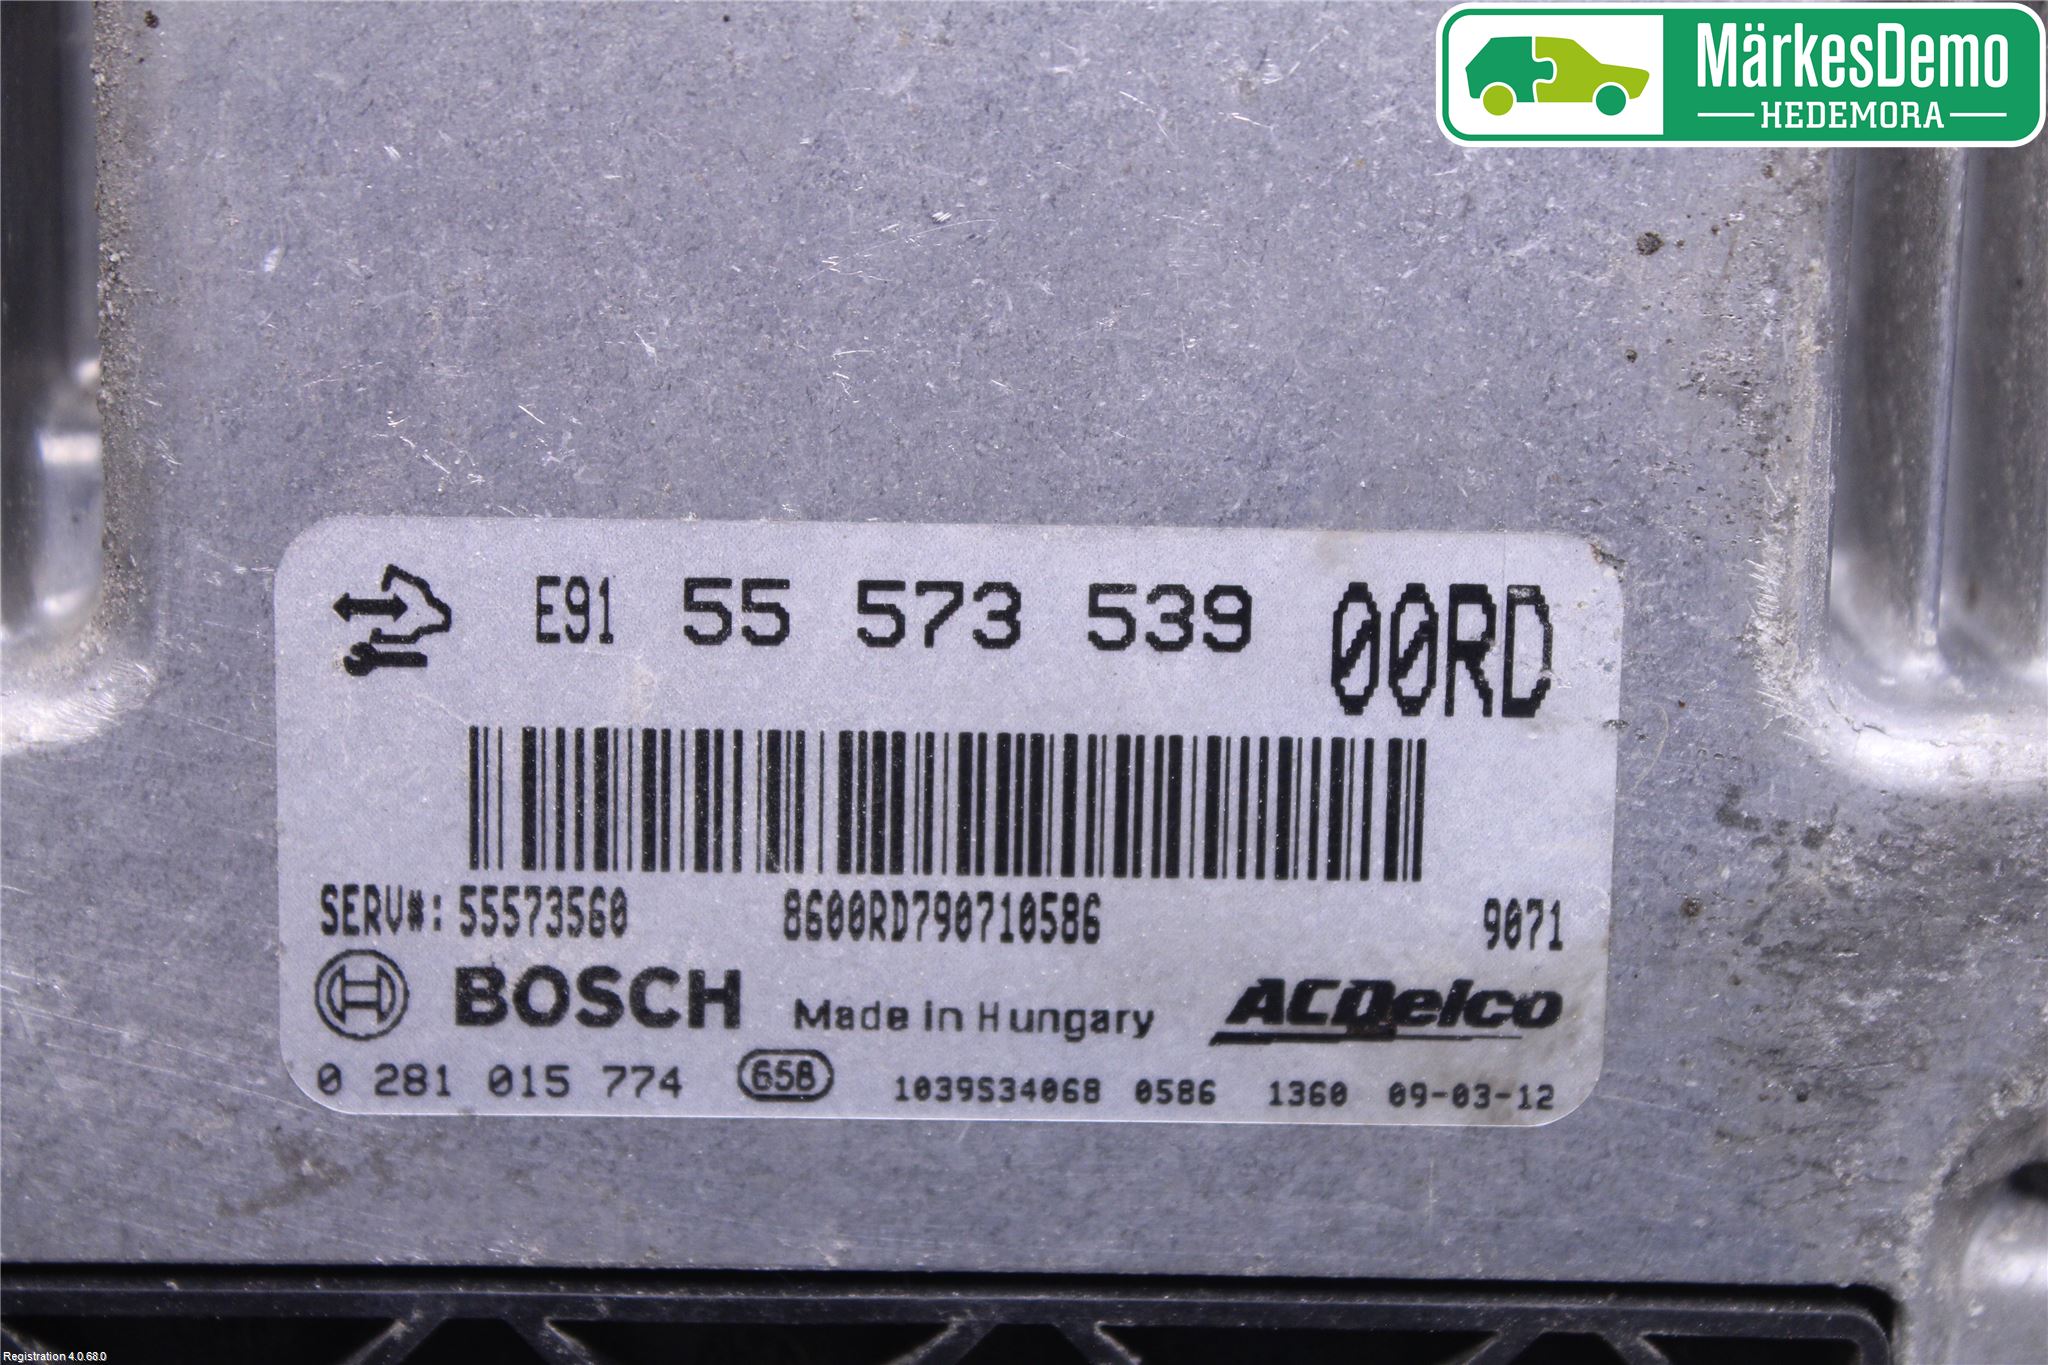 MärkesDemo
HEDEMORA
E91 55 573 539 00RD
SERV#: 55573560 8600RD790710586 9071
BOSCH Made in Hungary ACDelco
0 281 015 774 65B 1039S34068 0586 1360 09-03-12
Registration 4.0.68.0